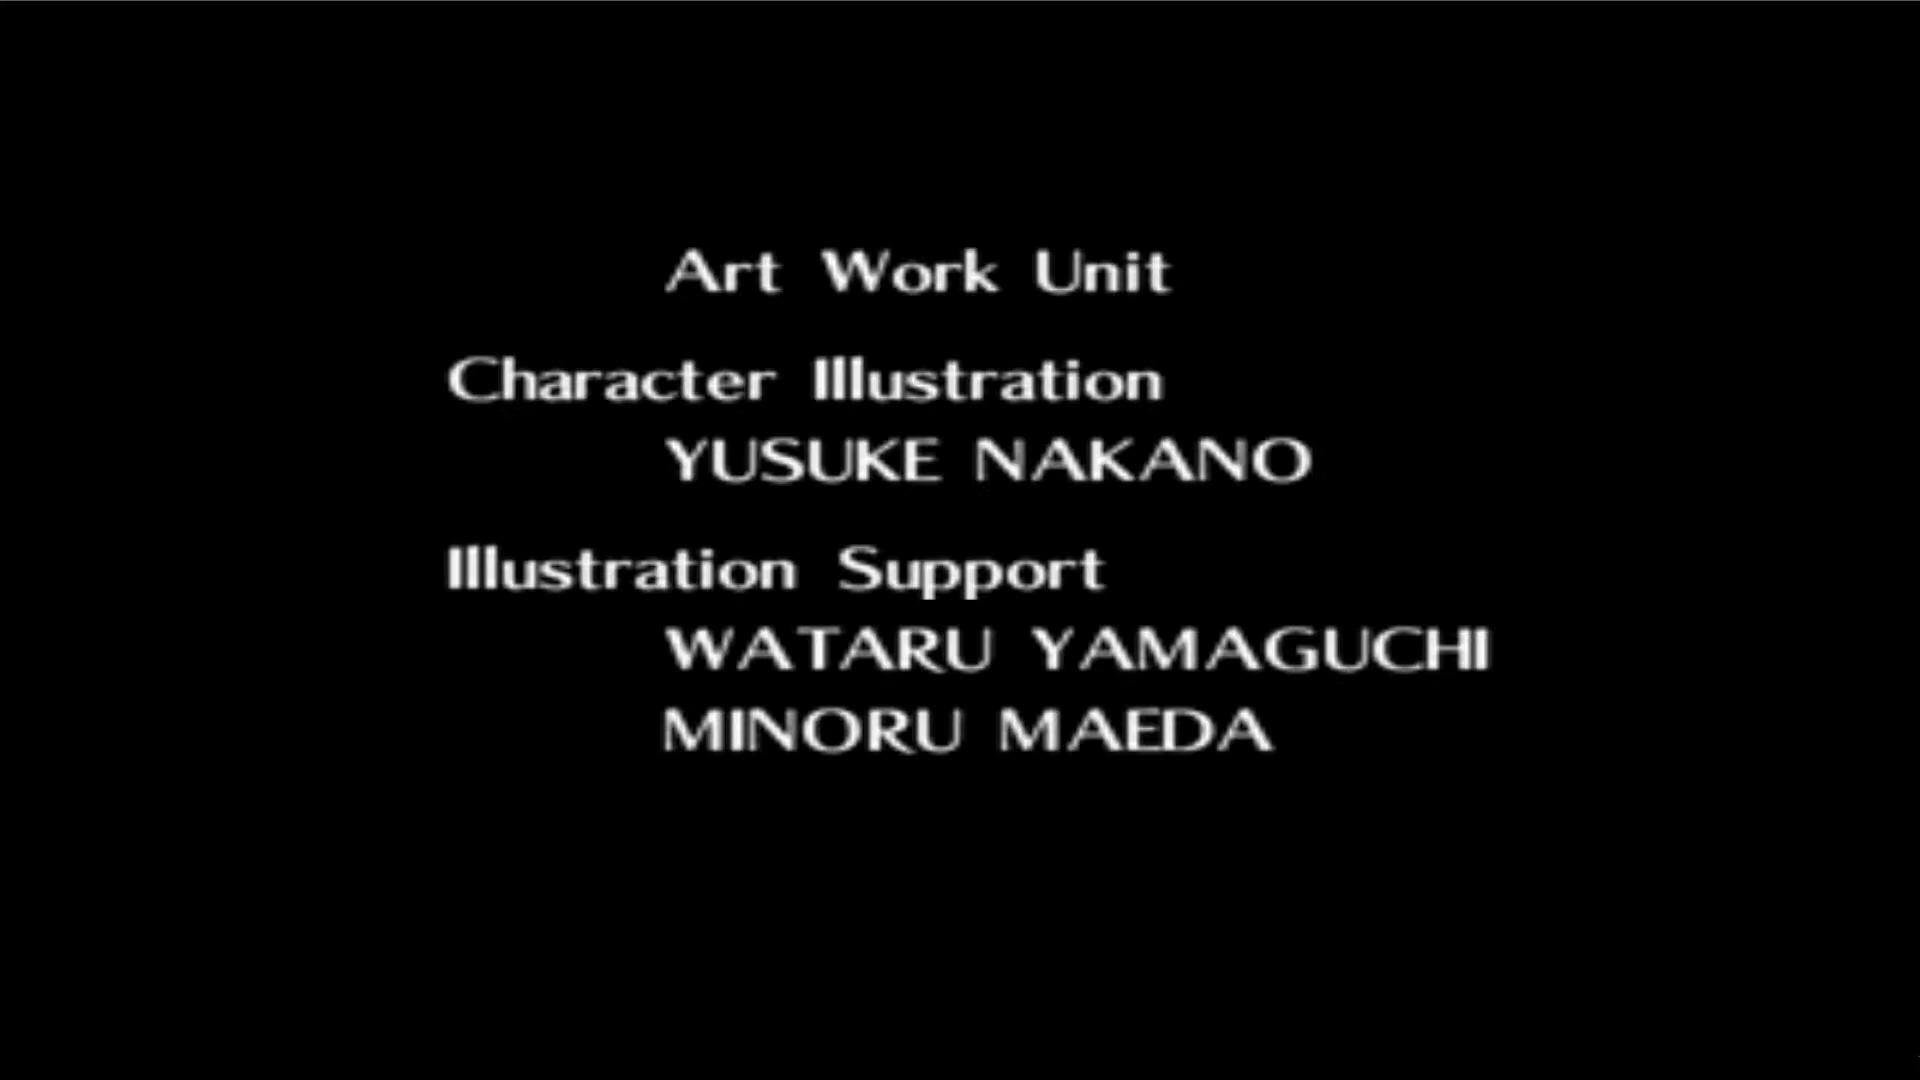 Art Work Unit
Character Illustration
YUSUKE NAKANO
Illustration Support
WATARU YAMAGUCHI
MINORU MAEDA